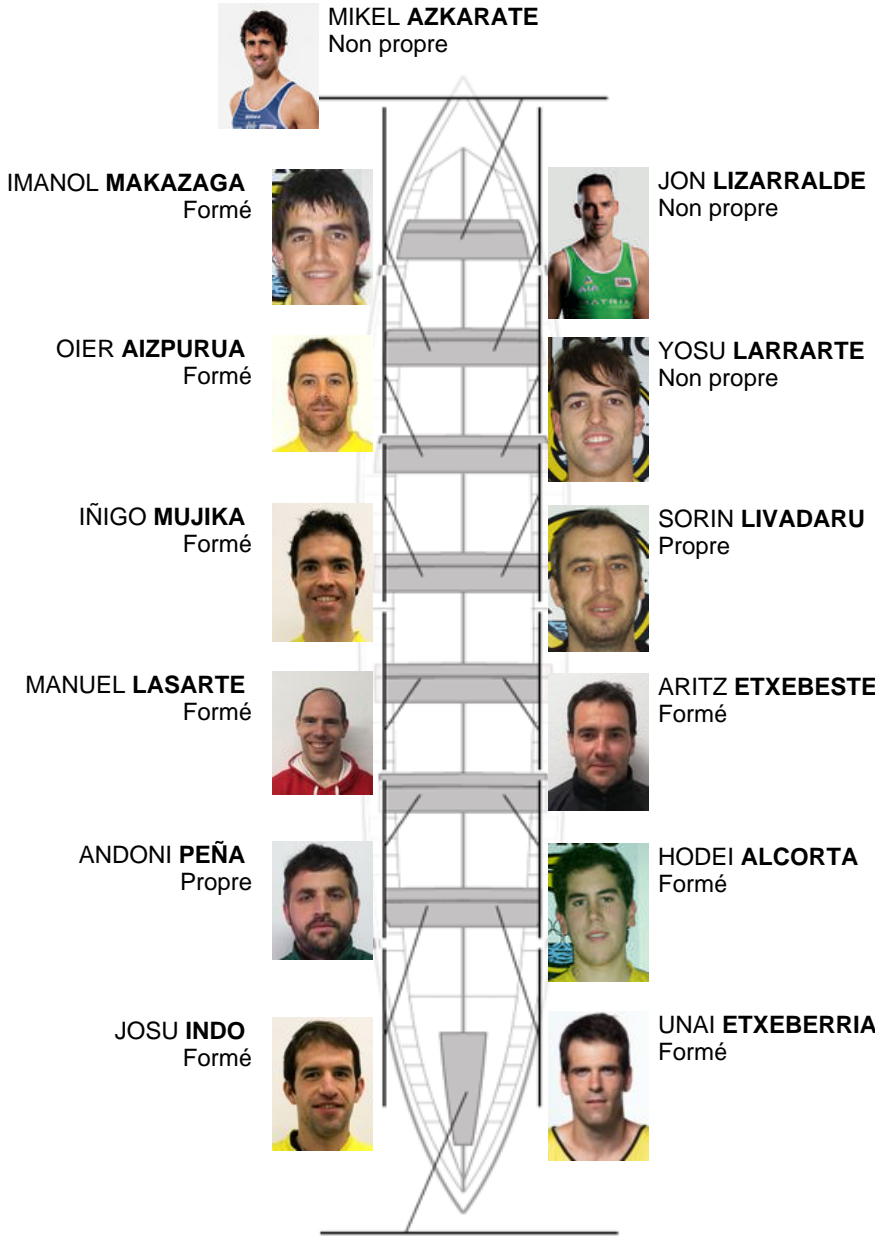 MIKEL AZKARATE
Non propre
IMANOL MAKAZAGA
Formé
JON LIZARRALDE
Non propre
OIER AIZPURUA
Formé
YOSU LARRARTE
Non propre
IÑIGO MUJIKA
Formé
SORIN LIVADARU
Propre
MANUEL LASARTE
Formé
ARITZ ETXEBESTE
Formé
ANDONI PEÑA
Propre
HODEI ALCORTA
Formé
JOSU INDO
Formé
UNAI ETXEBERRIA
Formé